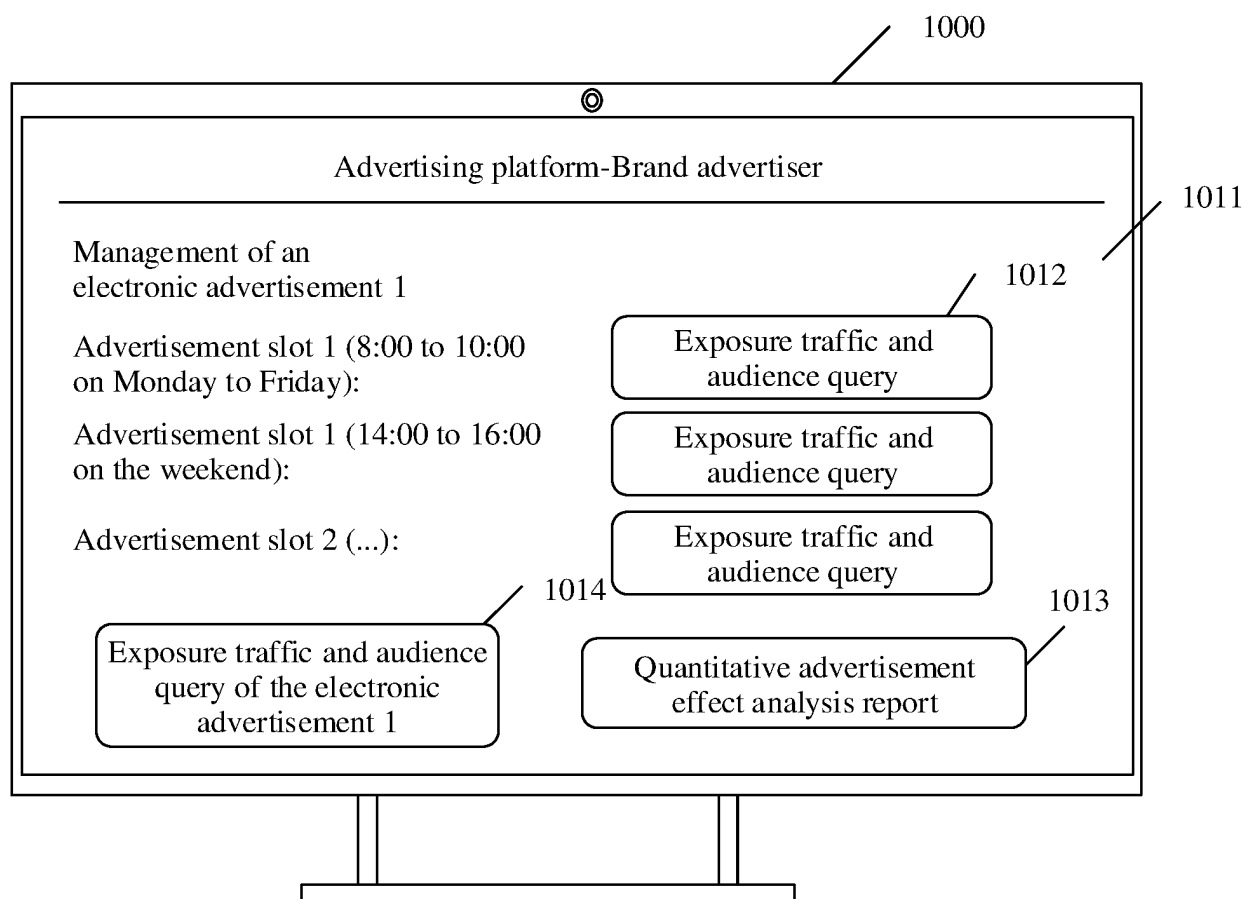 1000
Advertising platform-Brand advertiser
1011
Management of an
electronic advertisement 1
1012
Advertisement slot 1 (8:00 to 10:00
on Monday to Friday):
Exposure traffic and
audience query
Advertisement slot 1 (14:00 to 16:00
on the weekend):
Exposure traffic and
audience query
Advertisement slot 2 (...):
Exposure traffic and
audience query
1014
1013
Exposure traffic and audience
query of the electronic
advertisement 1
Quantitative advertisement
effect analysis report